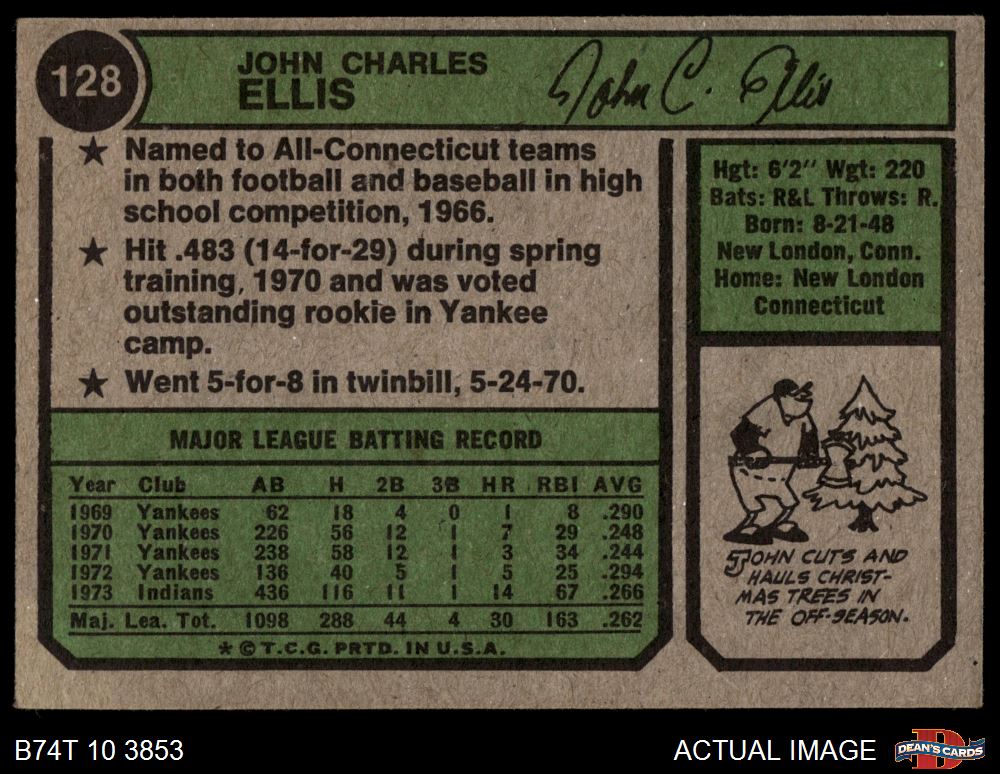 128
JOHN CHARLES
ELLIS
John C. Ellis
★ Named to All-Connecticut teams
in both football and baseball in high
school competition, 1966.
★ Hit .483 (14-for-29) during spring
training, 1970 and was voted
outstanding rookie in Yankee
camp.
★ Went 5-for-8 in twinbill, 5-24-70.
Hgt: 6'2" Wgt: 220
Bats: R&L Throws: R.
Born: 8-21-48
New London, Conn.
Home: New London
Connecticut
MAJOR LEAGUE BATTING RECORD
Year Club AB H 2B 3B HR RBI AVG
1969 Yankees 62 18 4 0 1 8 .290
1970 Yankees 226 56 12 1 7 29 .248
1971 Yankees 238 58 12 1 3 34 .244
1972 Yankees 136 40 5 1 5 25 .294
1973 Indians 436 116 11 1 14 67 .266
Maj. Lea. Tot. 1098 288 44 4 30 163 .262
* © T.C.G. PRTD. IN U.S.A.
JOHN CUTS AND
HAULS CHRIST-
MAS TREES IN
THE OFF-SEASON.
B74T 10 3853
ACTUAL IMAGE
D
DEAN'S CARDS